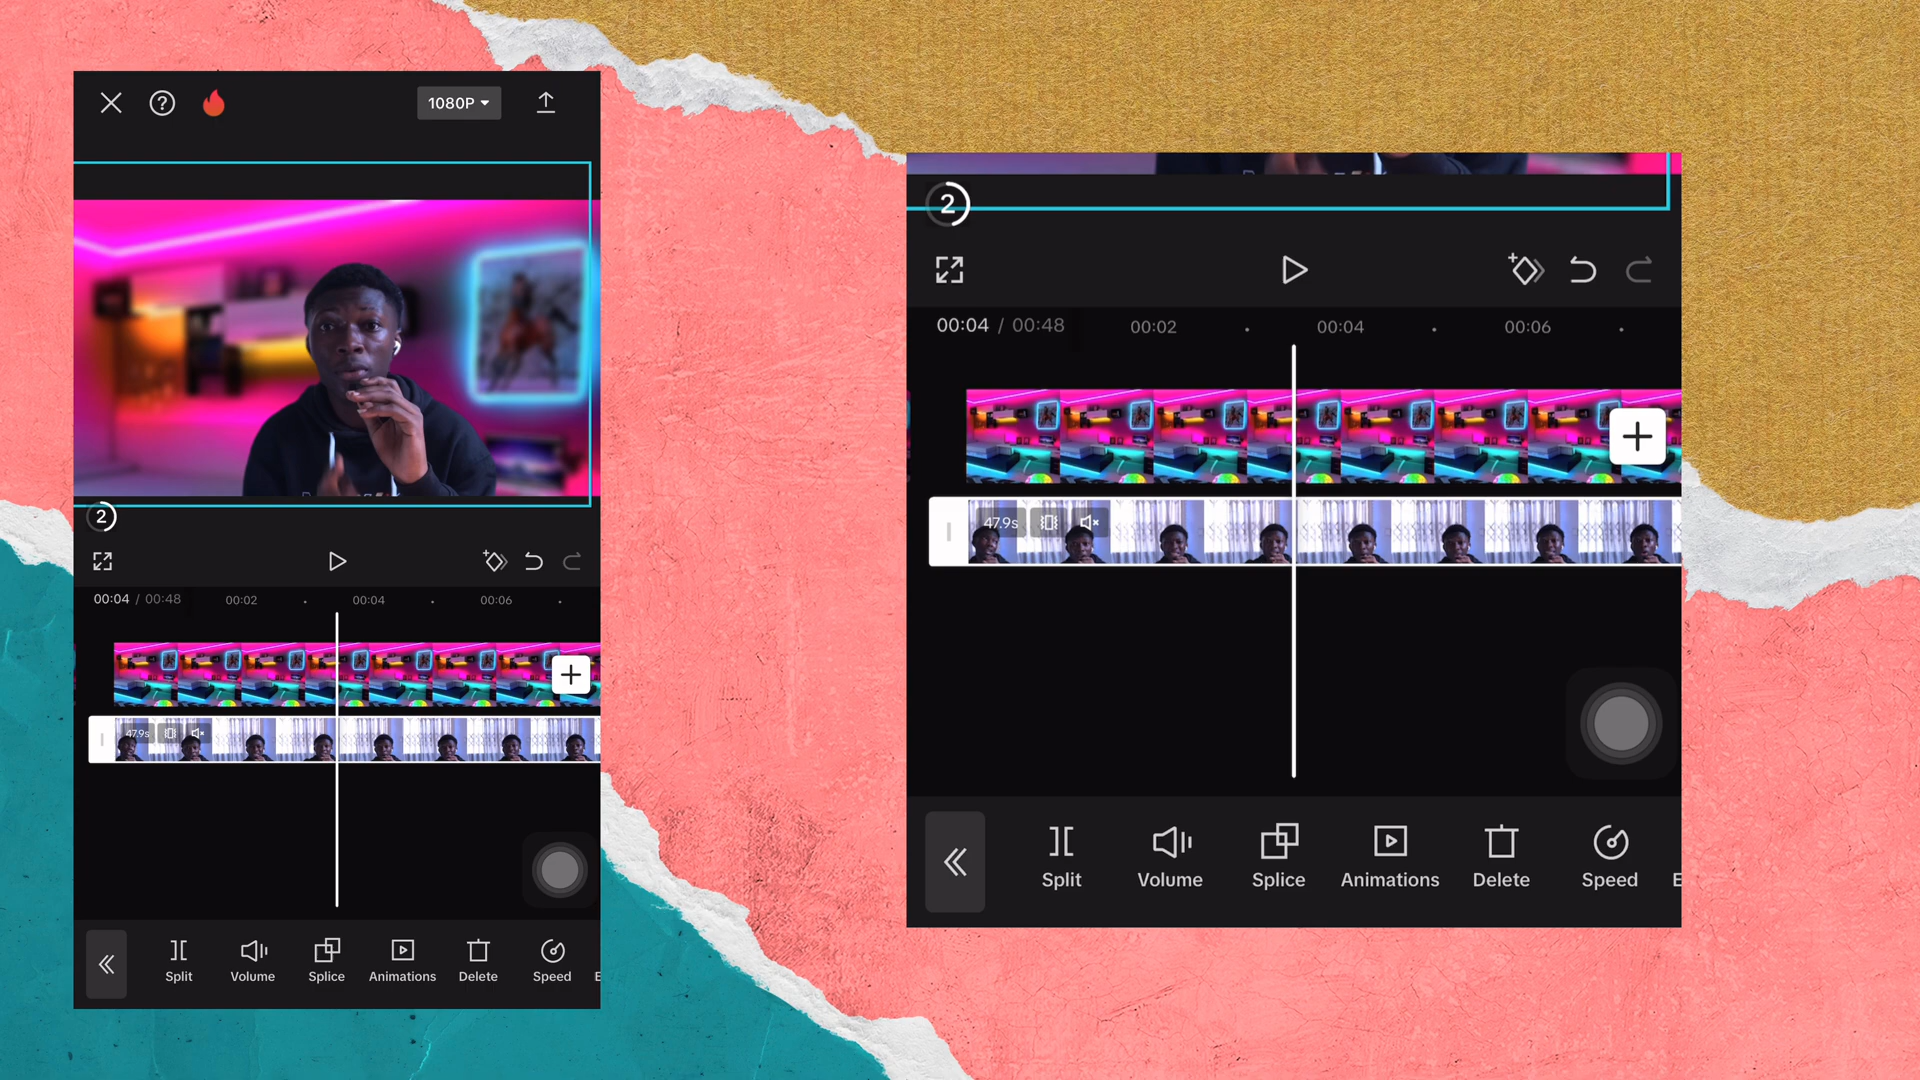 1080P
2
00:04 / 00:48 00:02 00:04 00:06
47.9s
Split Volume Splice Animations Delete Speed E
2
00:04 / 00:48 00:02 00:04 00:06
47.9s
Split Volume Splice Animations Delete Speed E